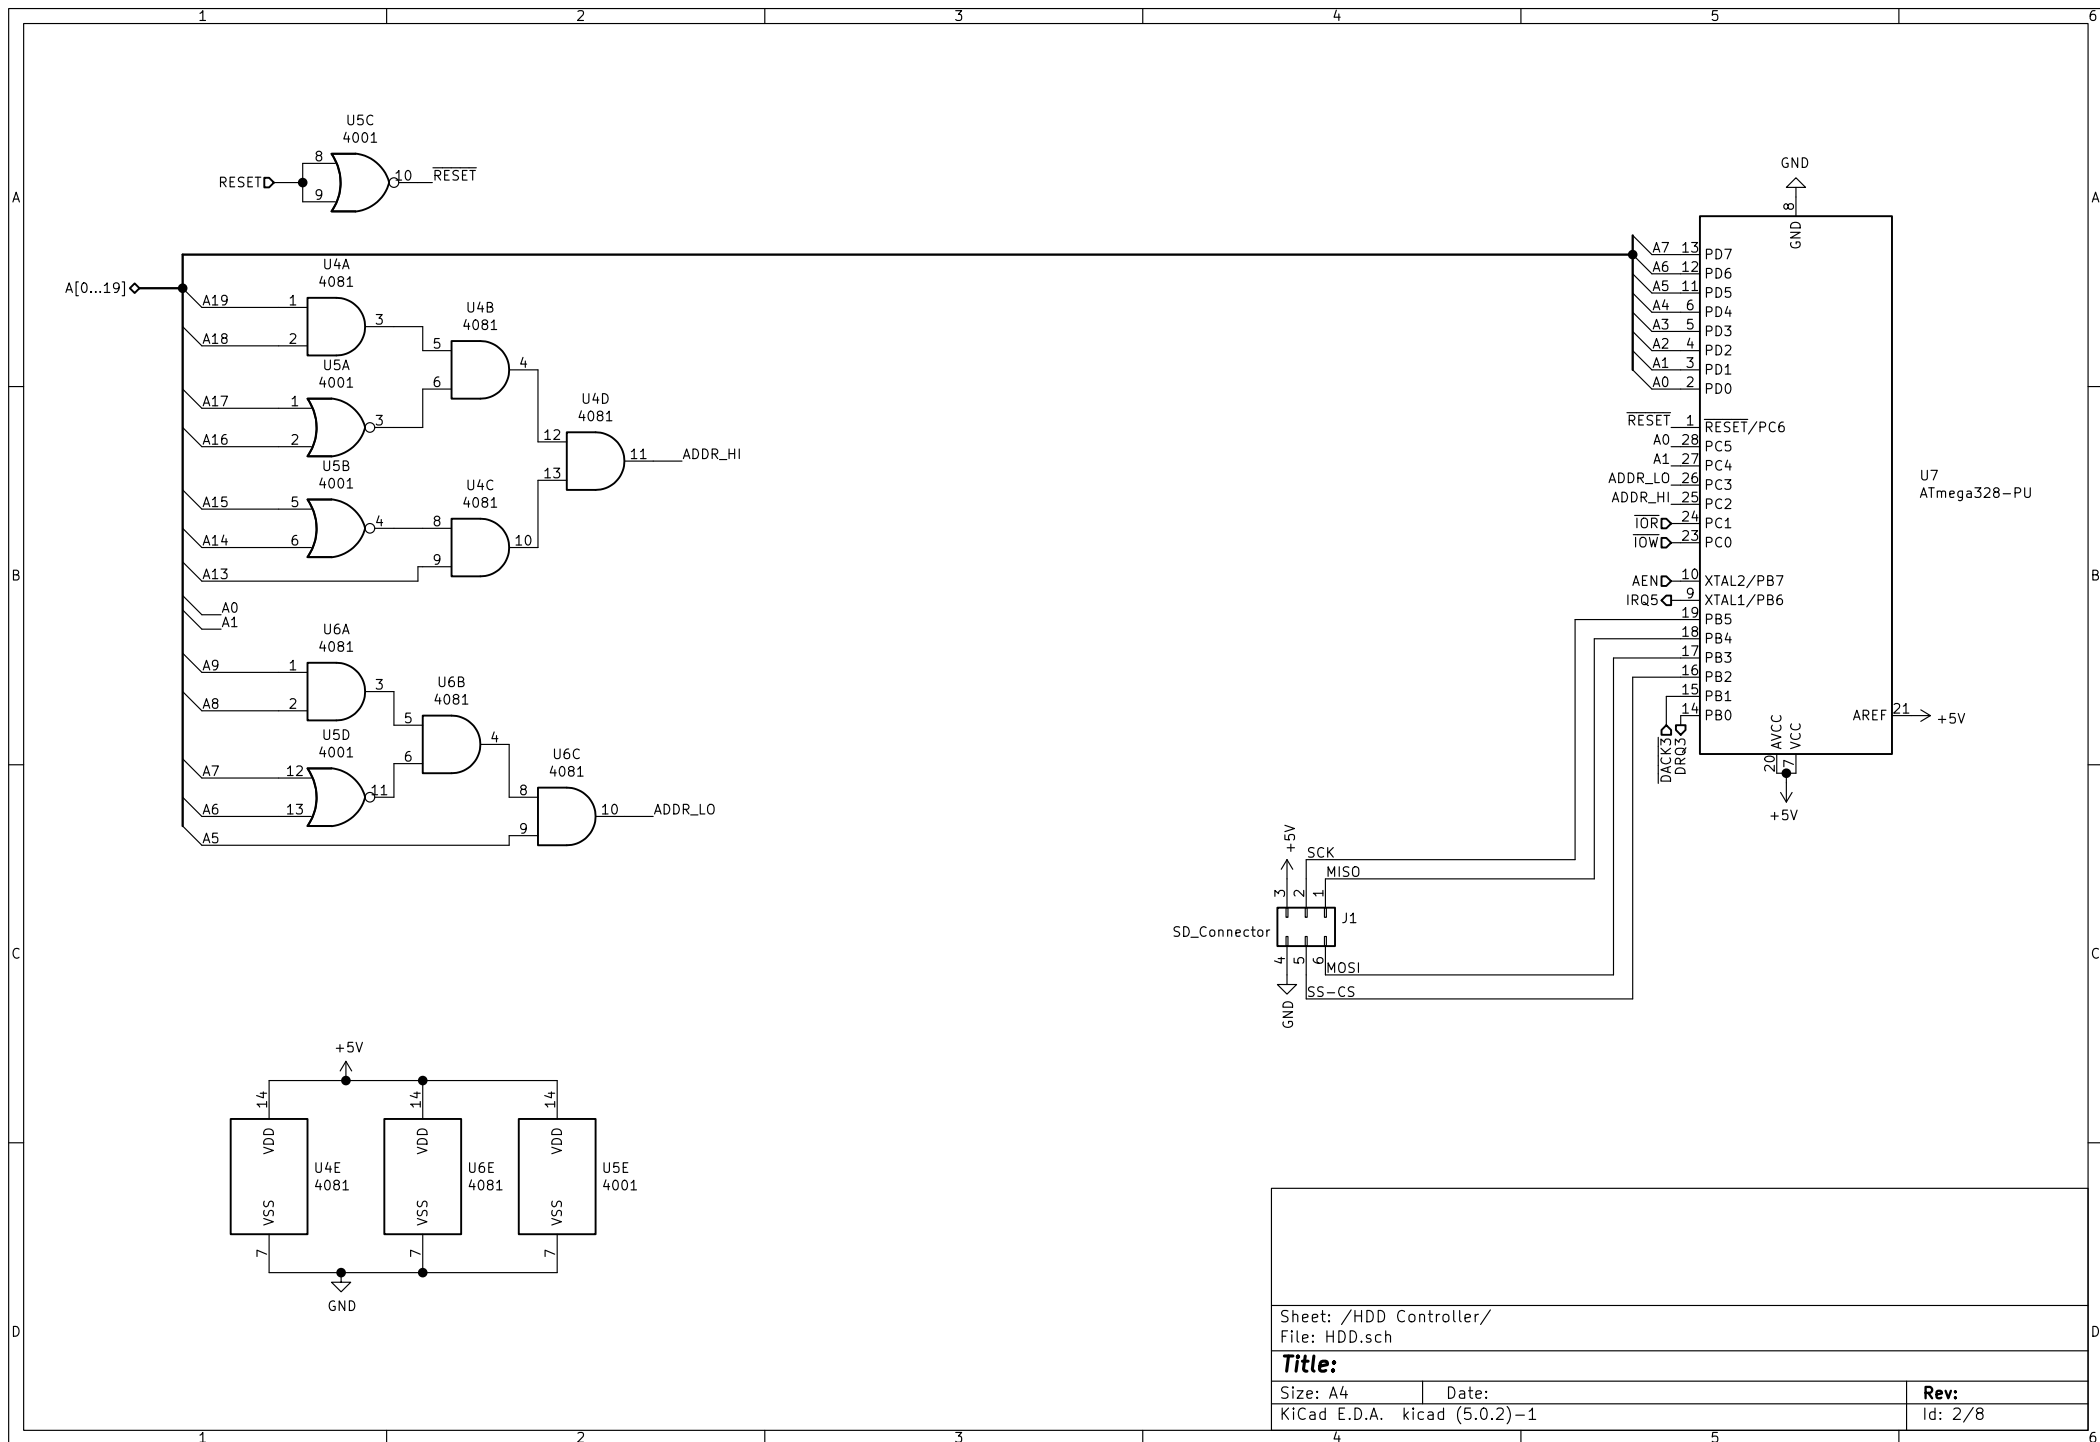 1 2 3 4 5 6
A
B
C
D
A
B
C
D
1 2 3 4 5 6
U5C
4001
RESET
8
9
10
RESET
A[0...19]
U4A
4081
A19 1
A18 2
3
U4B
4081
5
6
4
U5A
4001
A17 1
A16 2
3
U4D
4081
12
13
11 ADDR_HI
U5B
4001
A15 5
A14 6
4
U4C
4081
8
9
10
A13
A0
A1
U6A
4081
A9 1
A8 2
3
U6B
4081
5
6
4
U5D
4001
A7 12
A6 13
11
U6C
4081
8
9
10 ADDR_LO
A5
GND
8
GND
A7 13 PD7
A6 12 PD6
A5 11 PD5
A4 6 PD4
A3 5 PD3
A2 4 PD2
A1 3 PD1
A0 2 PD0
RESET 1 RESET/PC6
A0 28 PC5
A1 27 PC4
ADDR_LO 26 PC3
ADDR_HI 25 PC2
IOR 24 PC1
IOW 23 PC0
AEN 10 XTAL2/PB7
IRQ5 9 XTAL1/PB6
19 PB5
18 PB4
17 PB3
16 PB2
15 PB1
14 PB0
DACK3
DRQ3
U7
ATmega328-PU
AREF 21 +5V
AVCC
VCC
20
7
+5V
+5V
SCK
MISO
3
2
1
J1
SD_Connector
4
5
6
MOSI
SS-CS
GND
+5V
14
14
14
VDD
VDD
VDD
U4E
4081
U6E
4081
U5E
4001
VSS
VSS
VSS
7
7
7
GND
Sheet: /HDD Controller/
File: HDD.sch
Title:
Size: A4 Date: Rev:
KiCad E.D.A. kicad (5.0.2)-1 Id: 2/8